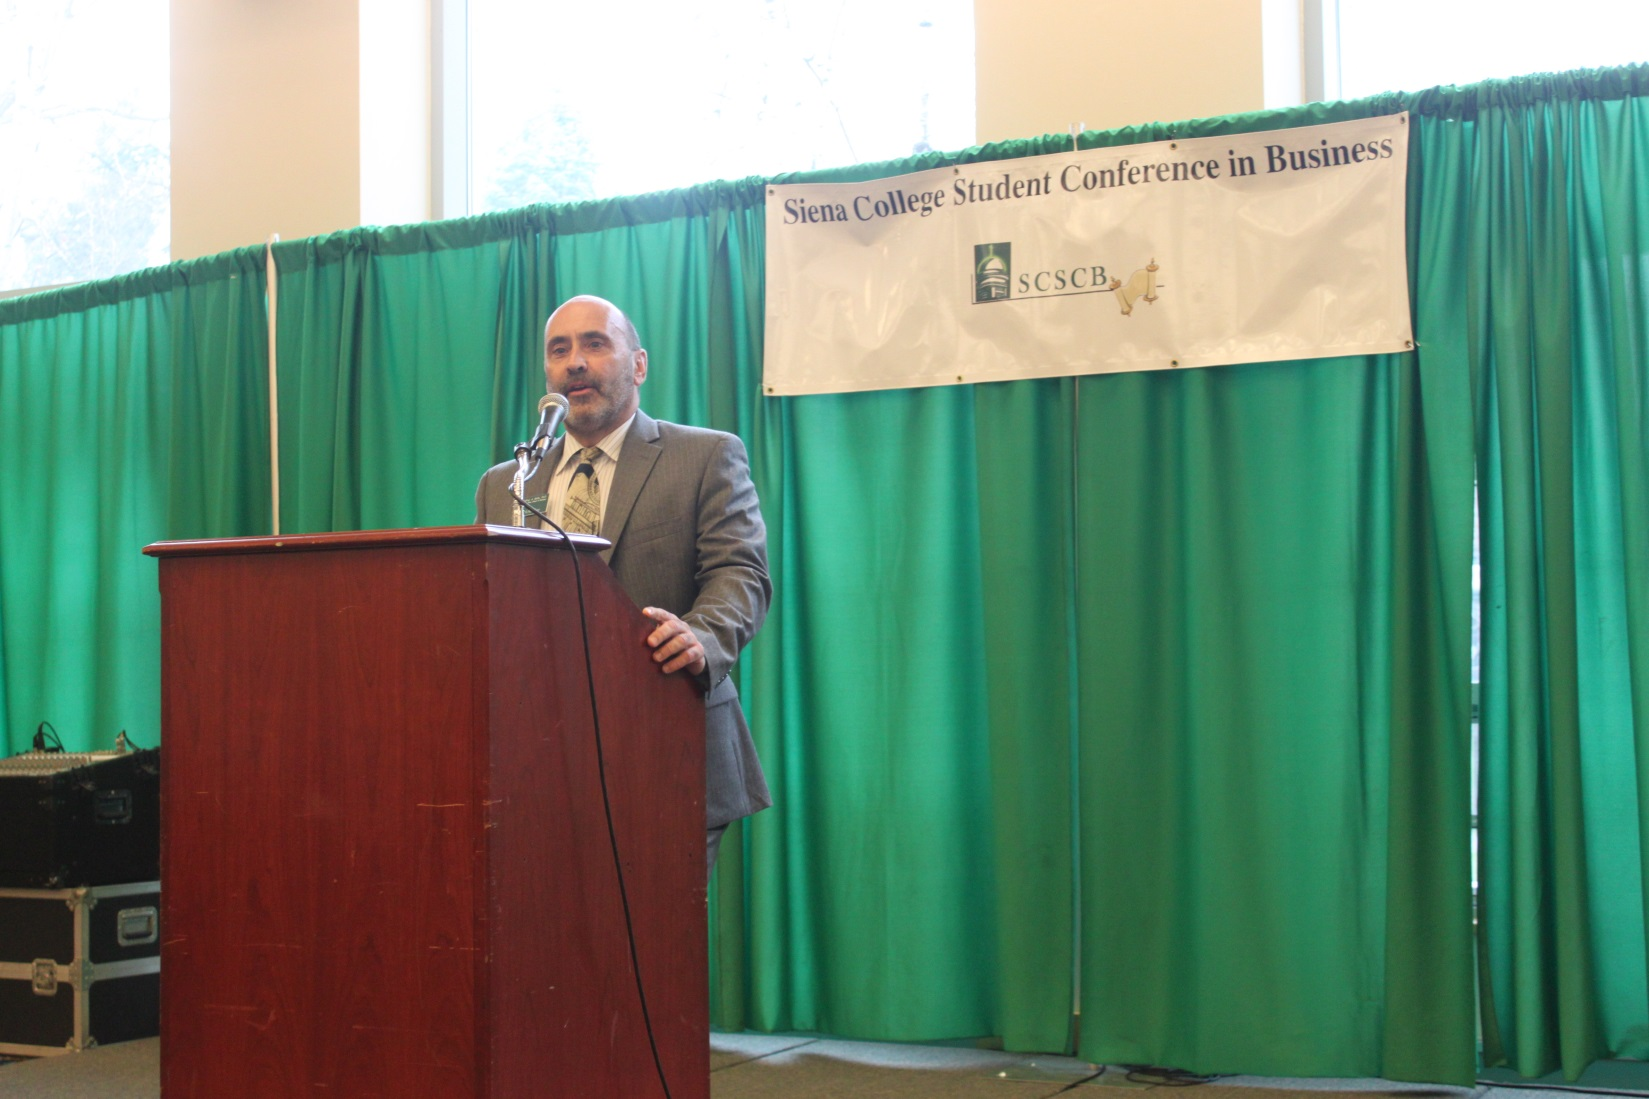 Siena College Student Conference in Business
SCSCB